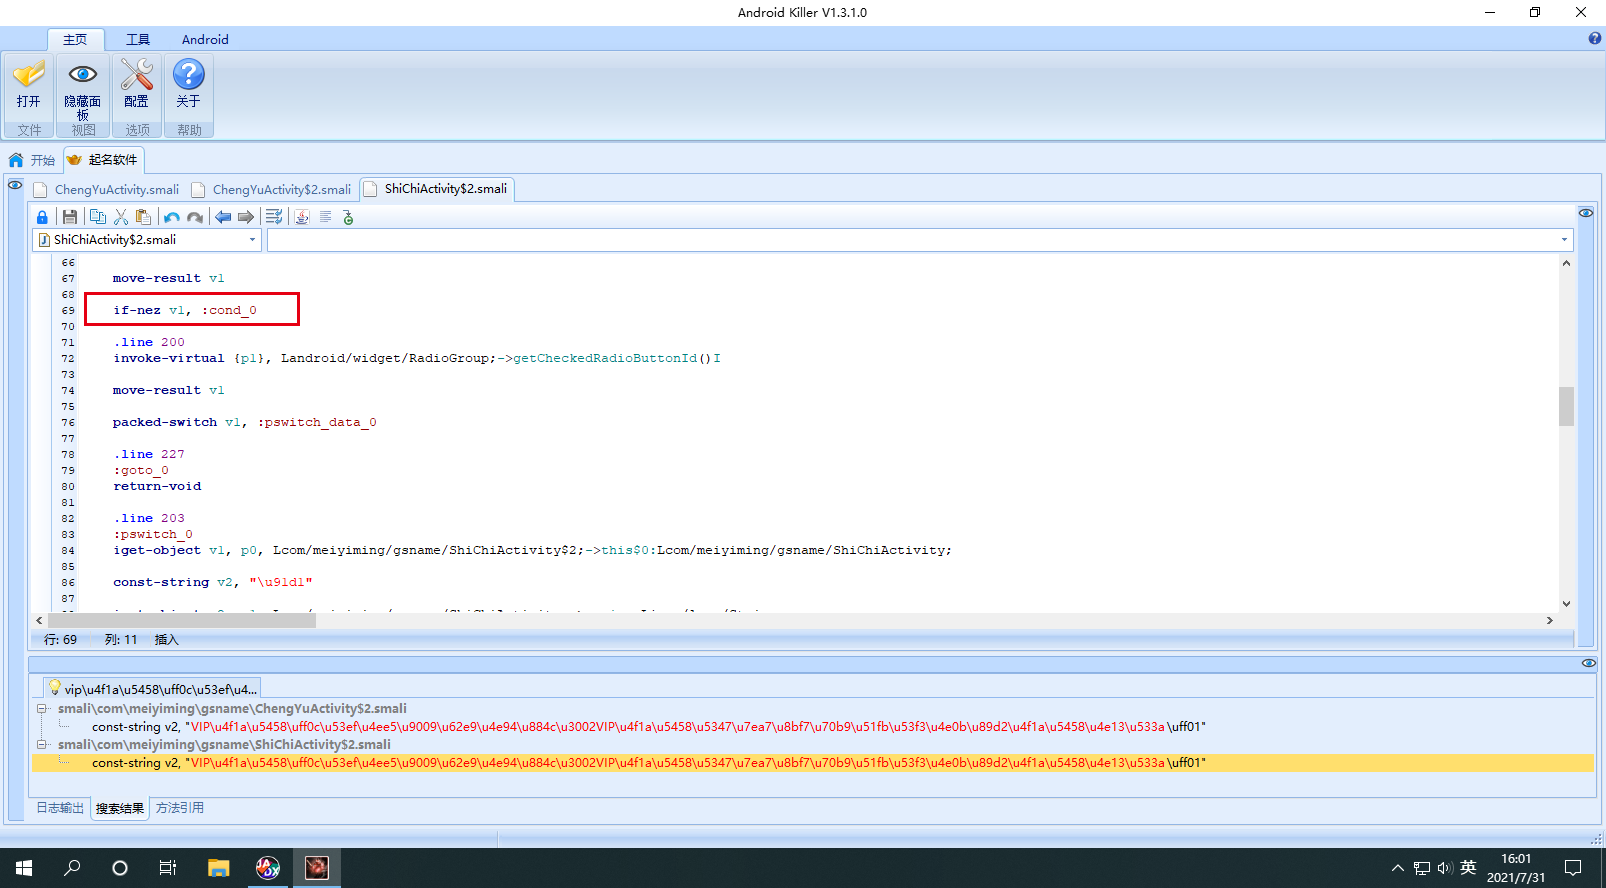 Android Killer V1.3.1.0
主页 工具 Android
打开 隐藏面板 配置 关于
文件 视图 选项 帮助
开始 起名软件
ChengYuActivity.smali ChengYuActivity$2.smali ShiChiActivity$2.smali
ShiChiActivity$2.smali
66
67 move-result v1
68
69 if-nez v1, :cond_0
70
71 .line 200
72 invoke-virtual {p1}, Landroid/widget/RadioGroup;->getCheckedRadioButtonId()I
73
74 move-result v1
75
76 packed-switch v1, :pswitch_data_0
77
78 .line 227
79 :goto_0
80 return-void
81
82 .line 203
83 :pswitch_0
84 iget-object v1, p0, Lcom/meiyiming/gsname/ShiChiActivity$2;->this$0:Lcom/meiyiming/gsname/ShiChiActivity;
85
86 const-string v2, "\u91d1"
87
行: 69 列: 11 插入
vip\u4f1a\u5458\uff0c\u53ef\u4...
smali\com\meiyiming\gsname\ChengYuActivity$2.smali
const-string v2, "VIP\u4f1a\u5458\uff0c\u53ef\u4ee5\u9009\u62e9\u4e94\u884c\u3002VIP\u4f1a\u5458\u5347\u7ea7\u8bf7\u70b9\u51fb\u53f3\u4e0b\u89d2\u4f1a\u5458\u4e13\u533a\uff01"
smali\com\meiyiming\gsname\ShiChiActivity$2.smali
const-string v2, "VIP\u4f1a\u5458\uff0c\u53ef\u4ee5\u9009\u62e9\u4e94\u884c\u3002VIP\u4f1a\u5458\u5347\u7ea7\u8bf7\u70b9\u51fb\u53f3\u4e0b\u89d2\u4f1a\u5458\u4e13\u533a\uff01"
日志输出 搜索结果 方法引用
英 16:01
2021/7/31